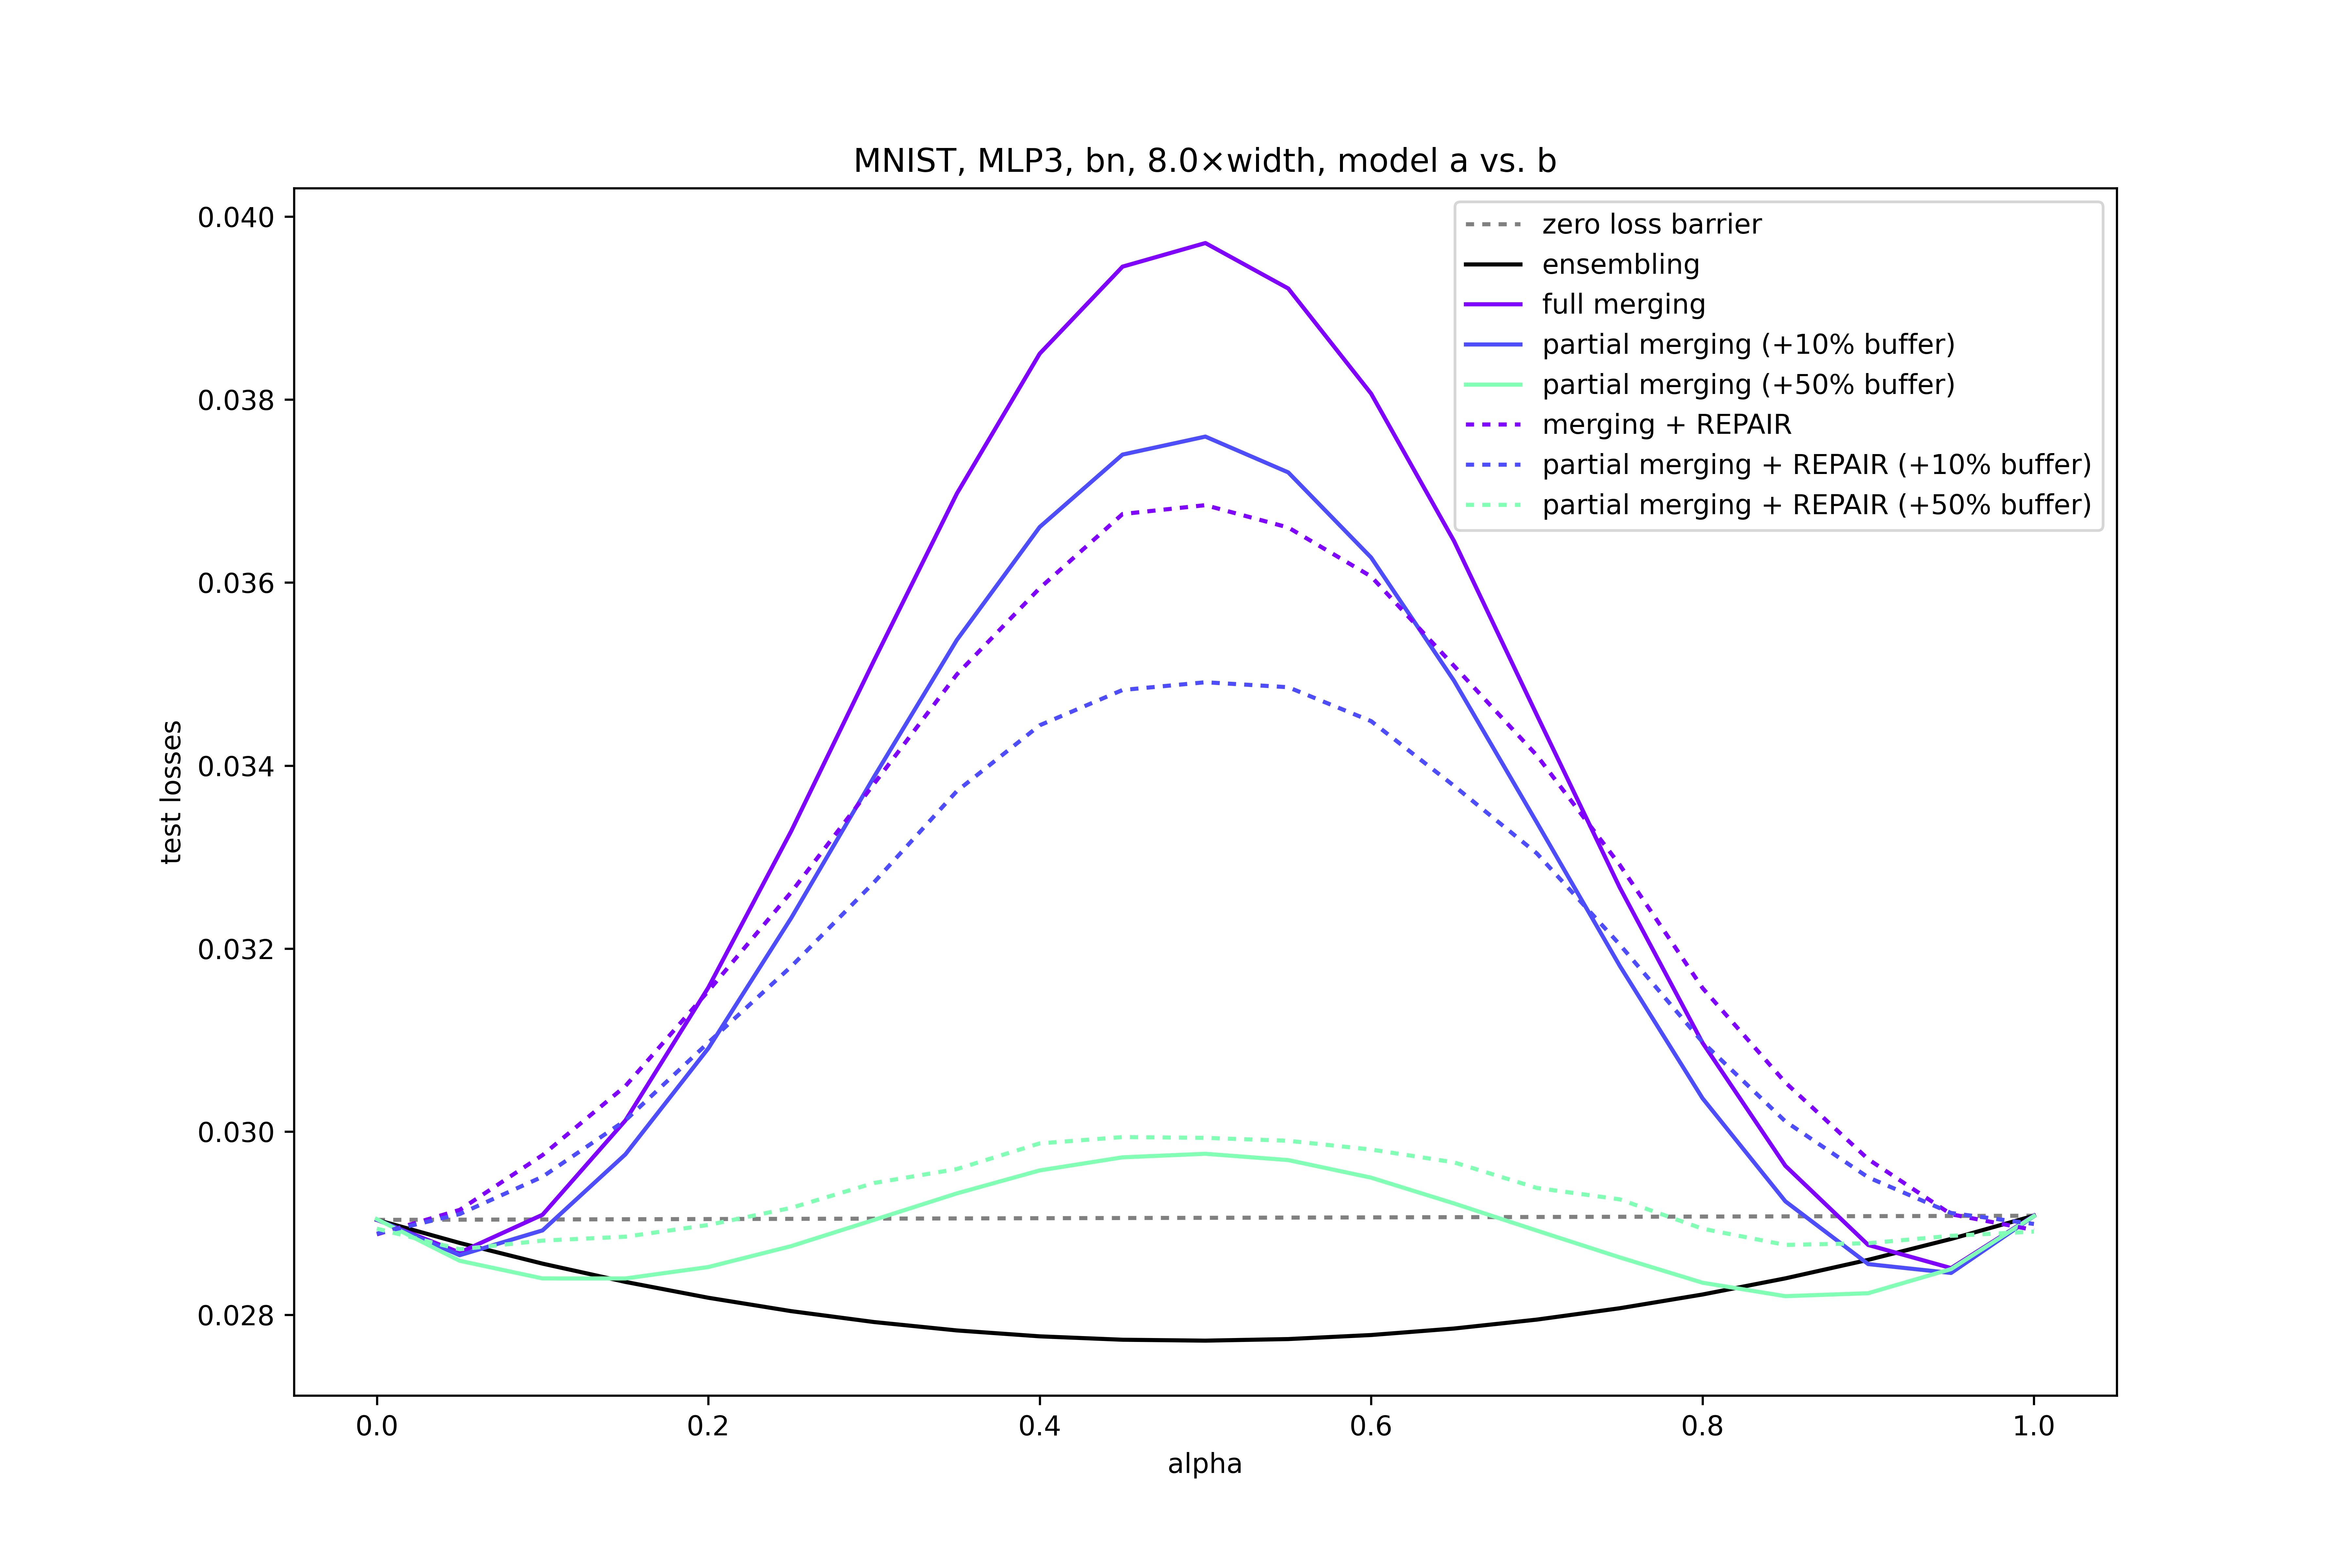 MNIST, MLP3, bn, 8.0×width, model a vs. b
zero loss barrier
ensembling
full merging
partial merging (+10% buffer)
partial merging (+50% buffer)
merging + REPAIR
partial merging + REPAIR (+10% buffer)
partial merging + REPAIR (+50% buffer)
test losses
0.040
0.038
0.036
0.034
0.032
0.030
0.028
0.0 0.2 0.4 0.6 0.8 1.0
alpha